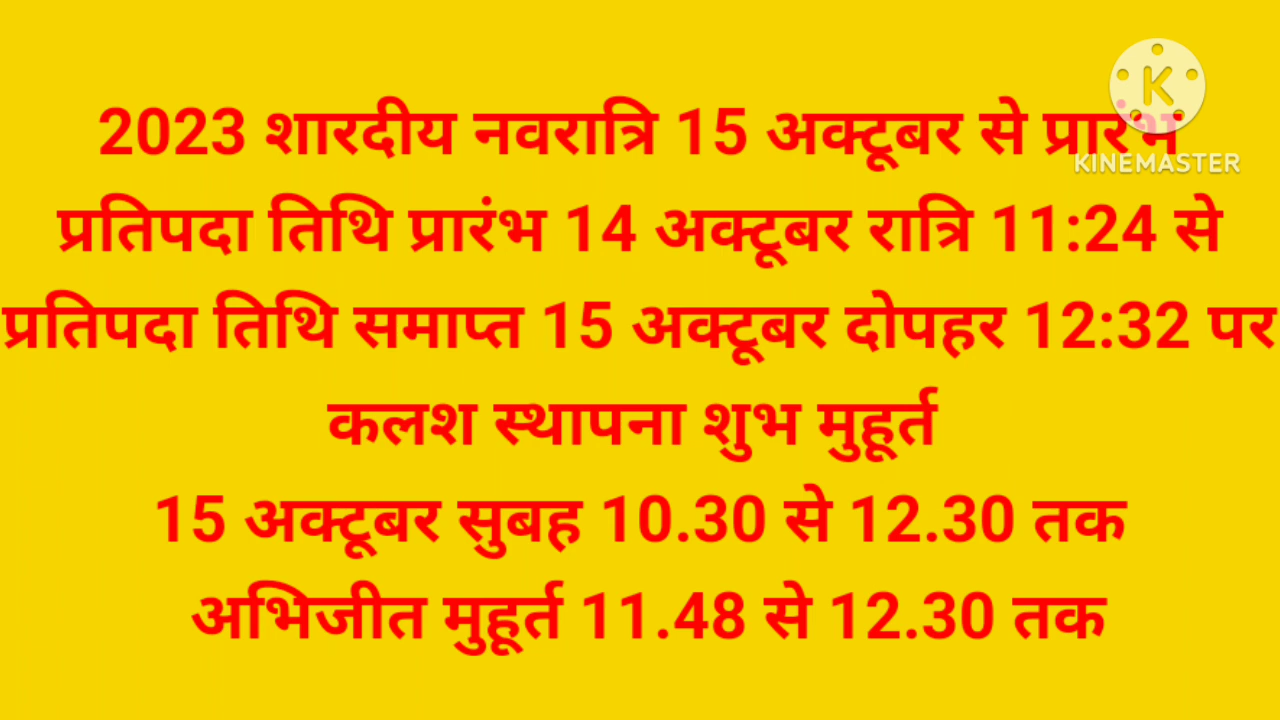 2023 शारदीय नवरात्रि 15 अक्टूबर से प्रारंभ
KINEMASTER
प्रतिपदा तिथि प्रारंभ 14 अक्टूबर रात्रि 11:24 से
प्रतिपदा तिथि समाप्त 15 अक्टूबर दोपहर 12:32 पर
कलश स्थापना शुभ मुहूर्त
15 अक्टूबर सुबह 10.30 से 12.30 तक
अभिजीत मुहूर्त 11.48 से 12.30 तक